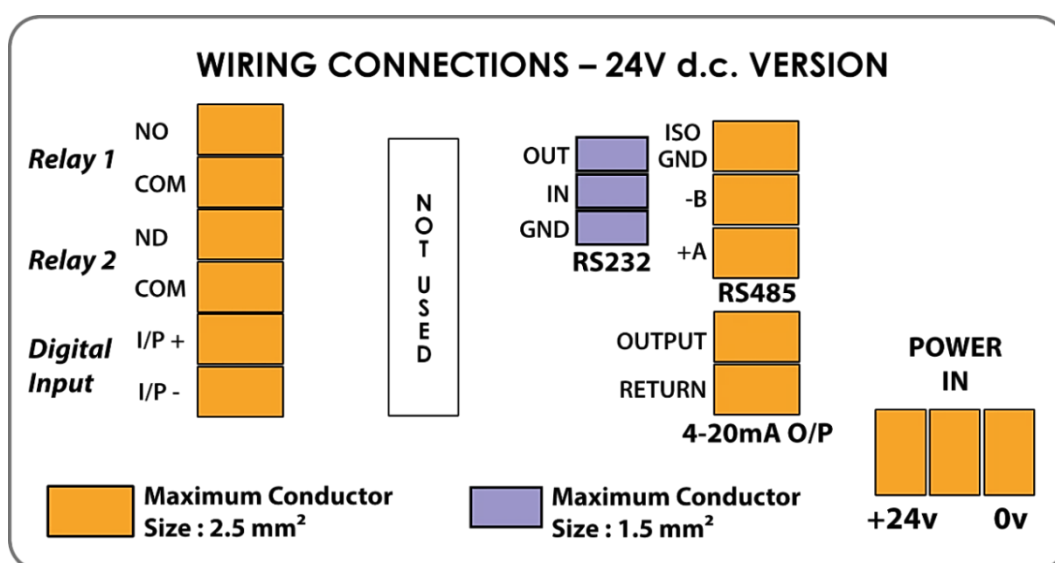 WIRING CONNECTIONS – 24V d.c. VERSION
Relay 1
NO
COM
Relay 2
ND
COM
Digital
Input
I/P +
I/P -
NOT USED
OUT
IN
GND
RS232
ISO
GND
-B
+A
RS485
OUTPUT
RETURN
4-20mA O/P
POWER
IN
+24v
0v
Maximum Conductor
Size : 2.5 mm²
Maximum Conductor
Size : 1.5 mm²